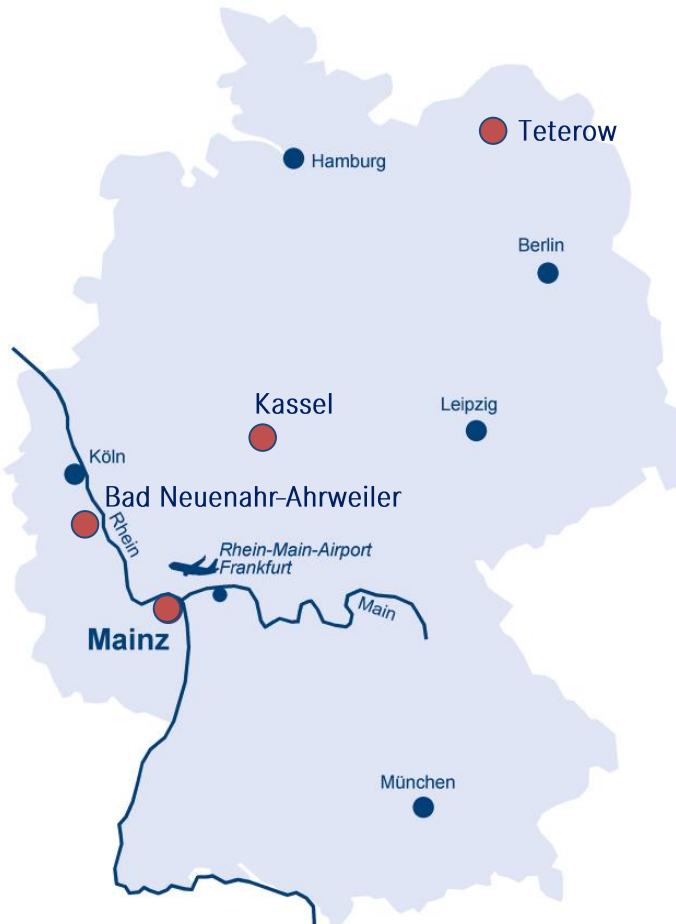 Teterow
Hamburg
Berlin
Kassel
Leipzig
Köln
Bad Neuenahr-Ahrweiler
Rhein
Rhein-Main-Airport
Frankfurt
Main
Mainz
München